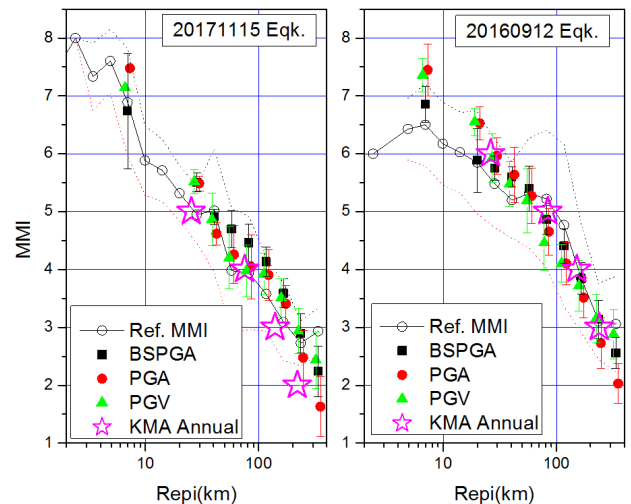 20171115 Eqk.
20160912 Eqk.
8
7
6
5
4
3
2
1
MMI
Ref. MMI
BSPGA
PGA
PGV
KMA Annual
10
100
Repi(km)
8
7
6
5
4
3
2
1
Ref. MMI
BSPGA
PGA
PGV
KMA Annual
10
100
Repi(km)